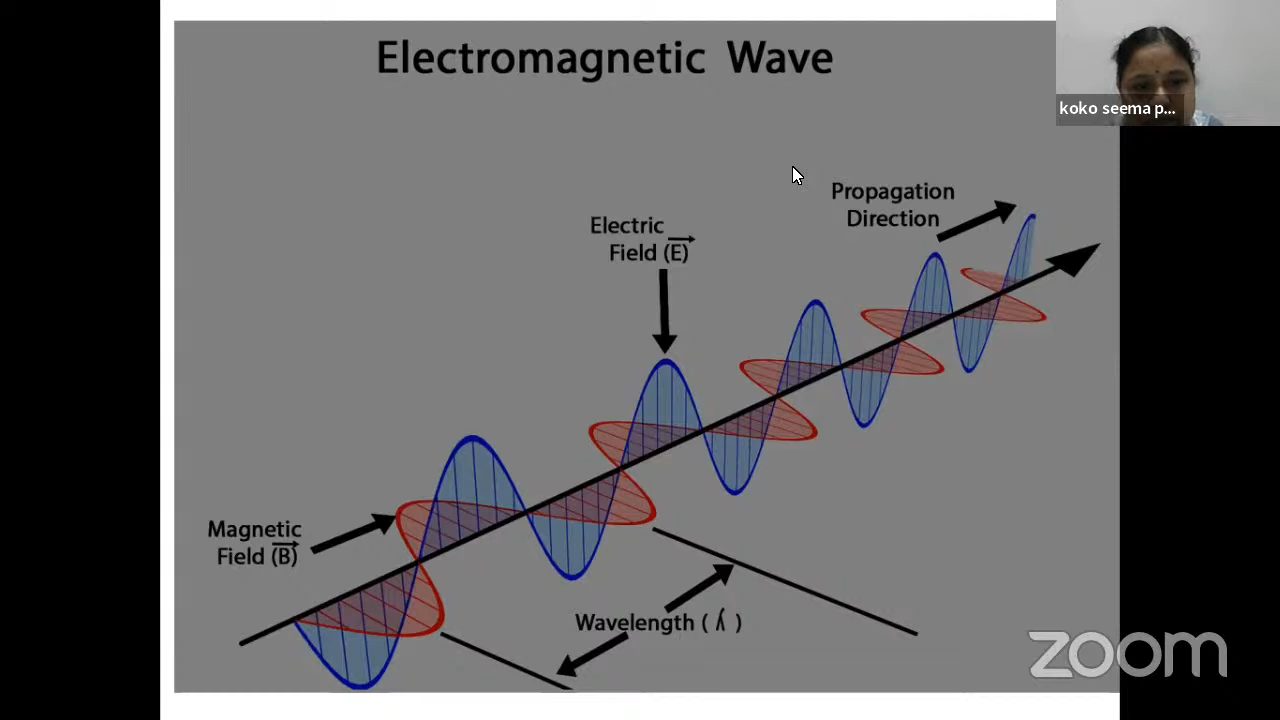 Electromagnetic Wave
koko seema p...
Propagation
Direction
Electric
Field (E)
Magnetic
Field (B)
Wavelength ( λ )
zoom